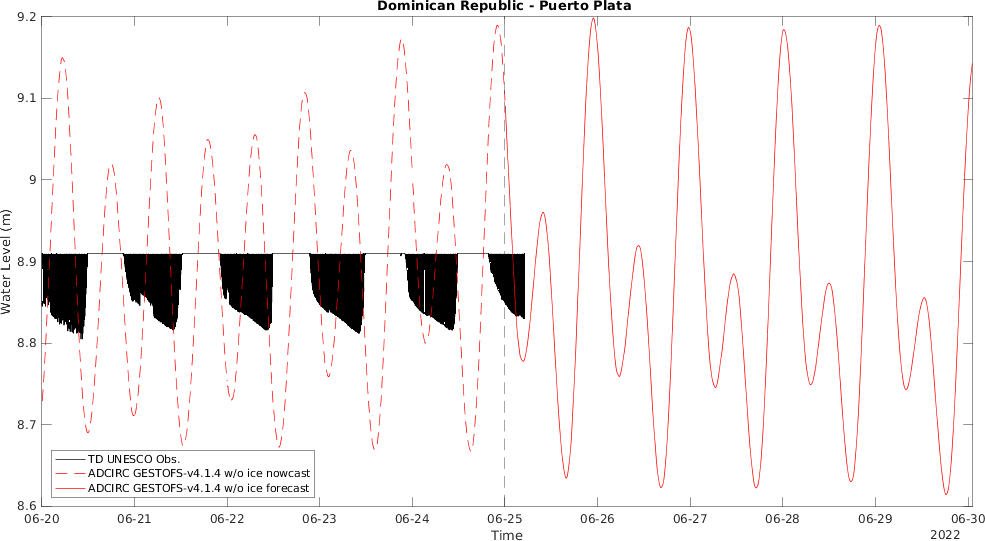 Dominican Republic - Puerto Plata
Water Level (m)
9.2
9.1
9
8.9
8.8
8.7
8.6
TD UNESCO Obs.
ADCIRC GESTOFS-v4.1.4 w/o ice nowcast
ADCIRC GESTOFS-v4.1.4 w/o ice forecast
06-20 06-21 06-22 06-23 06-24 06-25 06-26 06-27 06-28 06-29 06-30
Time
2022